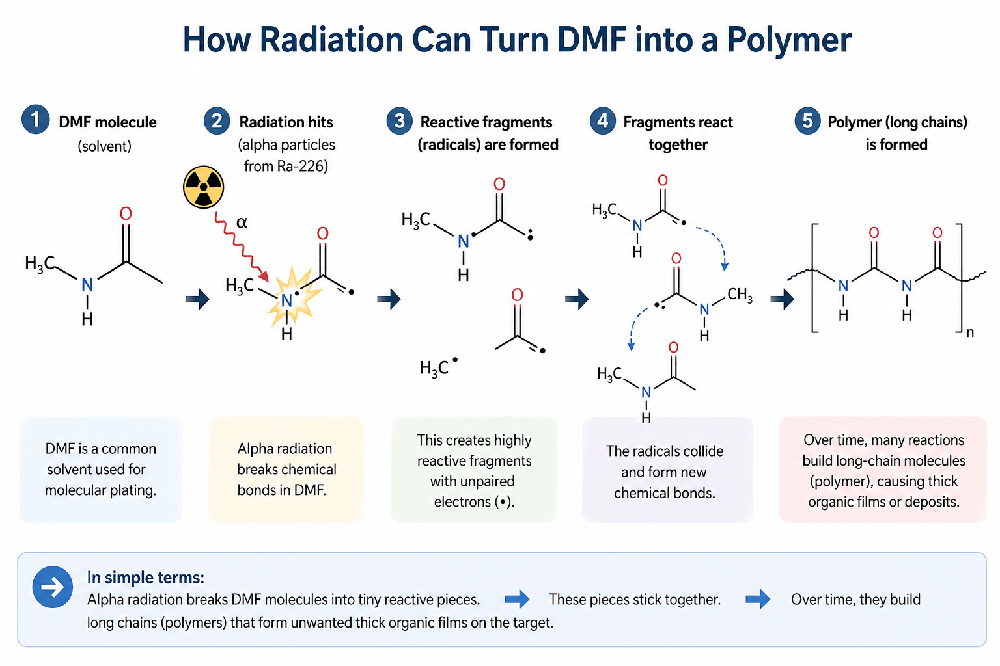 How Radiation Can Turn DMF into a Polymer
1 DMF molecule
(solvent)
H3C
O
N
H
2 Radiation hits
(alpha particles
from Ra-226)
α
O
H3C
N
H
3 Reactive fragments
(radicals) are formed
O
H3C
N
H
O
H3C
4 Fragments react
together
O
H3C
N
H
O
CH3
N
H
O
H3C
N
H
5 Polymer (long chains)
is formed
O O
N N
H H
n
DMF is a common
solvent used for
molecular plating.
Alpha radiation
breaks chemical
bonds in DMF.
This creates highly
reactive fragments
with unpaired
electrons (•).
The radicals collide
and form new
chemical bonds.
Over time, many reactions
build long-chain molecules
(polymer), causing thick
organic films or deposits.
In simple terms:
Alpha radiation breaks DMF molecules into tiny reactive pieces. These pieces stick together. Over time, they build
long chains (polymers) that form unwanted thick organic films on the target.